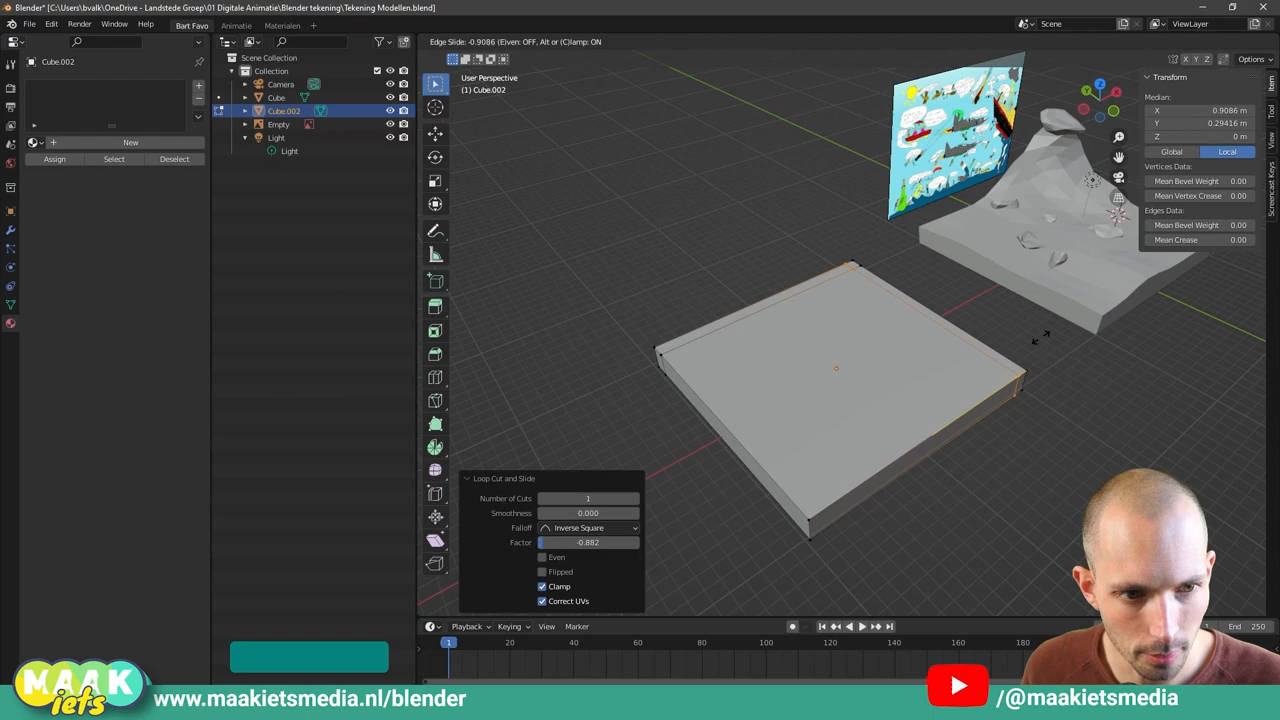 Blender* [C:\Users\bvalk\OneDrive - Landstede Groep\01 Digitale Animatie\Blender tekening\Tekening Modellen.blend]
File Edit Render Window Help Bart Favo Animatie Materialen Scene ViewLayer
Edge Slide: -0.9086 (E)ven: OFF, Alt or (C)lamp: ON
Options
X Y Z
Cube.002
Scene Collection
Collection
Camera
Cube
Cube.002
Empty
Light
Light
New
Assign Select Deselect
User Perspective
(1) Cube.002
Transform
Median:
X 0.9086 m
Y 0.29416 m
Z 0 m
Global Local
Vertices Data:
Mean Bevel Weight 0.00
Mean Vertex Crease 0.00
Edges Data:
Mean Bevel Weight 0.00
Mean Crease 0.00
Item
Tool
View
Screencast Keys
Loop Cut and Slide
Number of Cuts 1
Smoothness 0.000
Falloff Inverse Square
Factor -0.882
Even
Flipped
Clamp
Correct UVs
Playback Keying View Marker
1 End 250
1 20 40 60 80 100 120 140 160 180
MAAK
iets
www.maakietsmedia.nl/blender
/@maakietsmedia